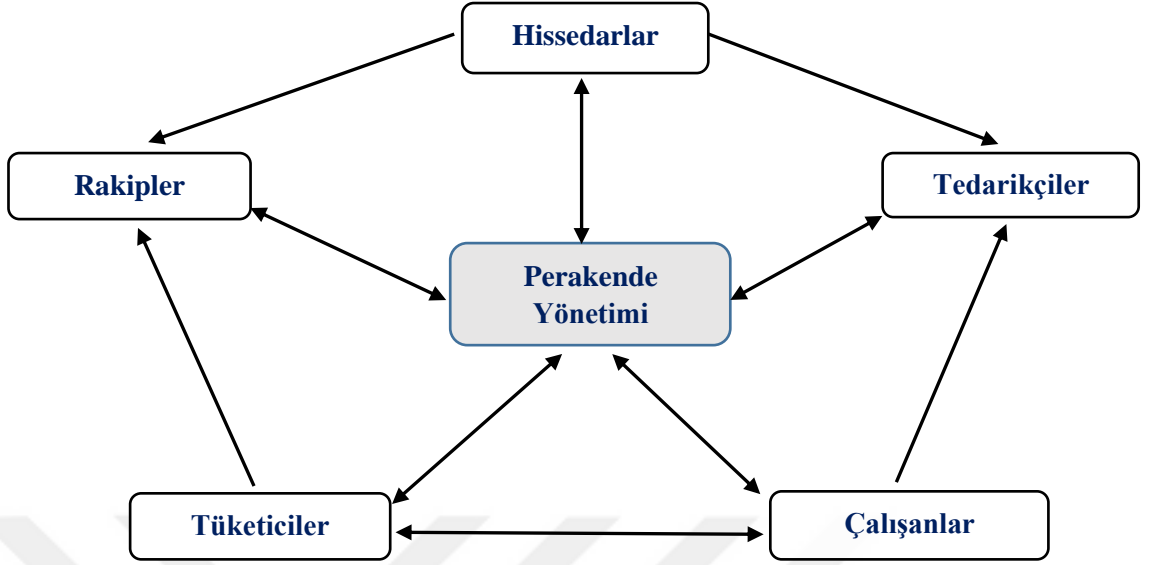 Hissedarlar
Rakipler
Tedarikçiler
Perakende
Yönetimi
Tüketiciler
Çalışanlar